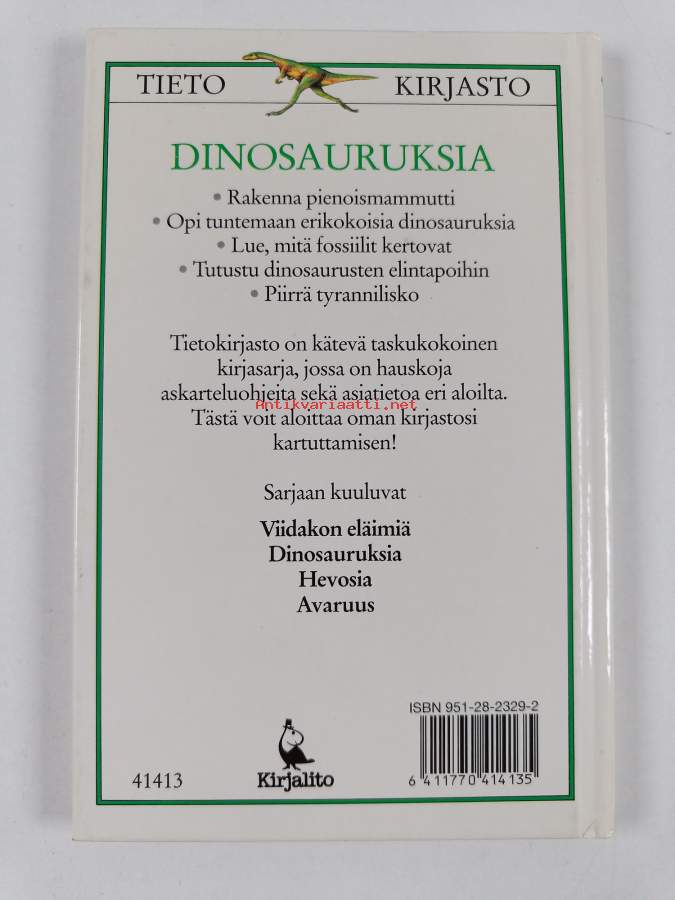 TIETO KIRJASTO
DINOSAURUKSIA
• Rakenna pienoismammutti
• Opi tuntemaan erikokoisia dinosauruksia
• Lue, mitä fossiilit kertovat
• Tutustu dinosaurusten elintapoihin
• Piirrä tyrannilisko
Tietokirjasto on kätevä taskukokoinen
kirjasarja, jossa on hauskoja
askarteluohjeita sekä asiatietoa eri aloilta.
Antikvariaatti.net
Tästä voit aloittaa oman kirjastosi
kartuttamisen!
Sarjaan kuuluvat
Viidakon eläimiä
Dinosauruksia
Hevosia
Avaruus
ISBN 951-28-2329-2
41413
Kirjalito
6 411770 414135